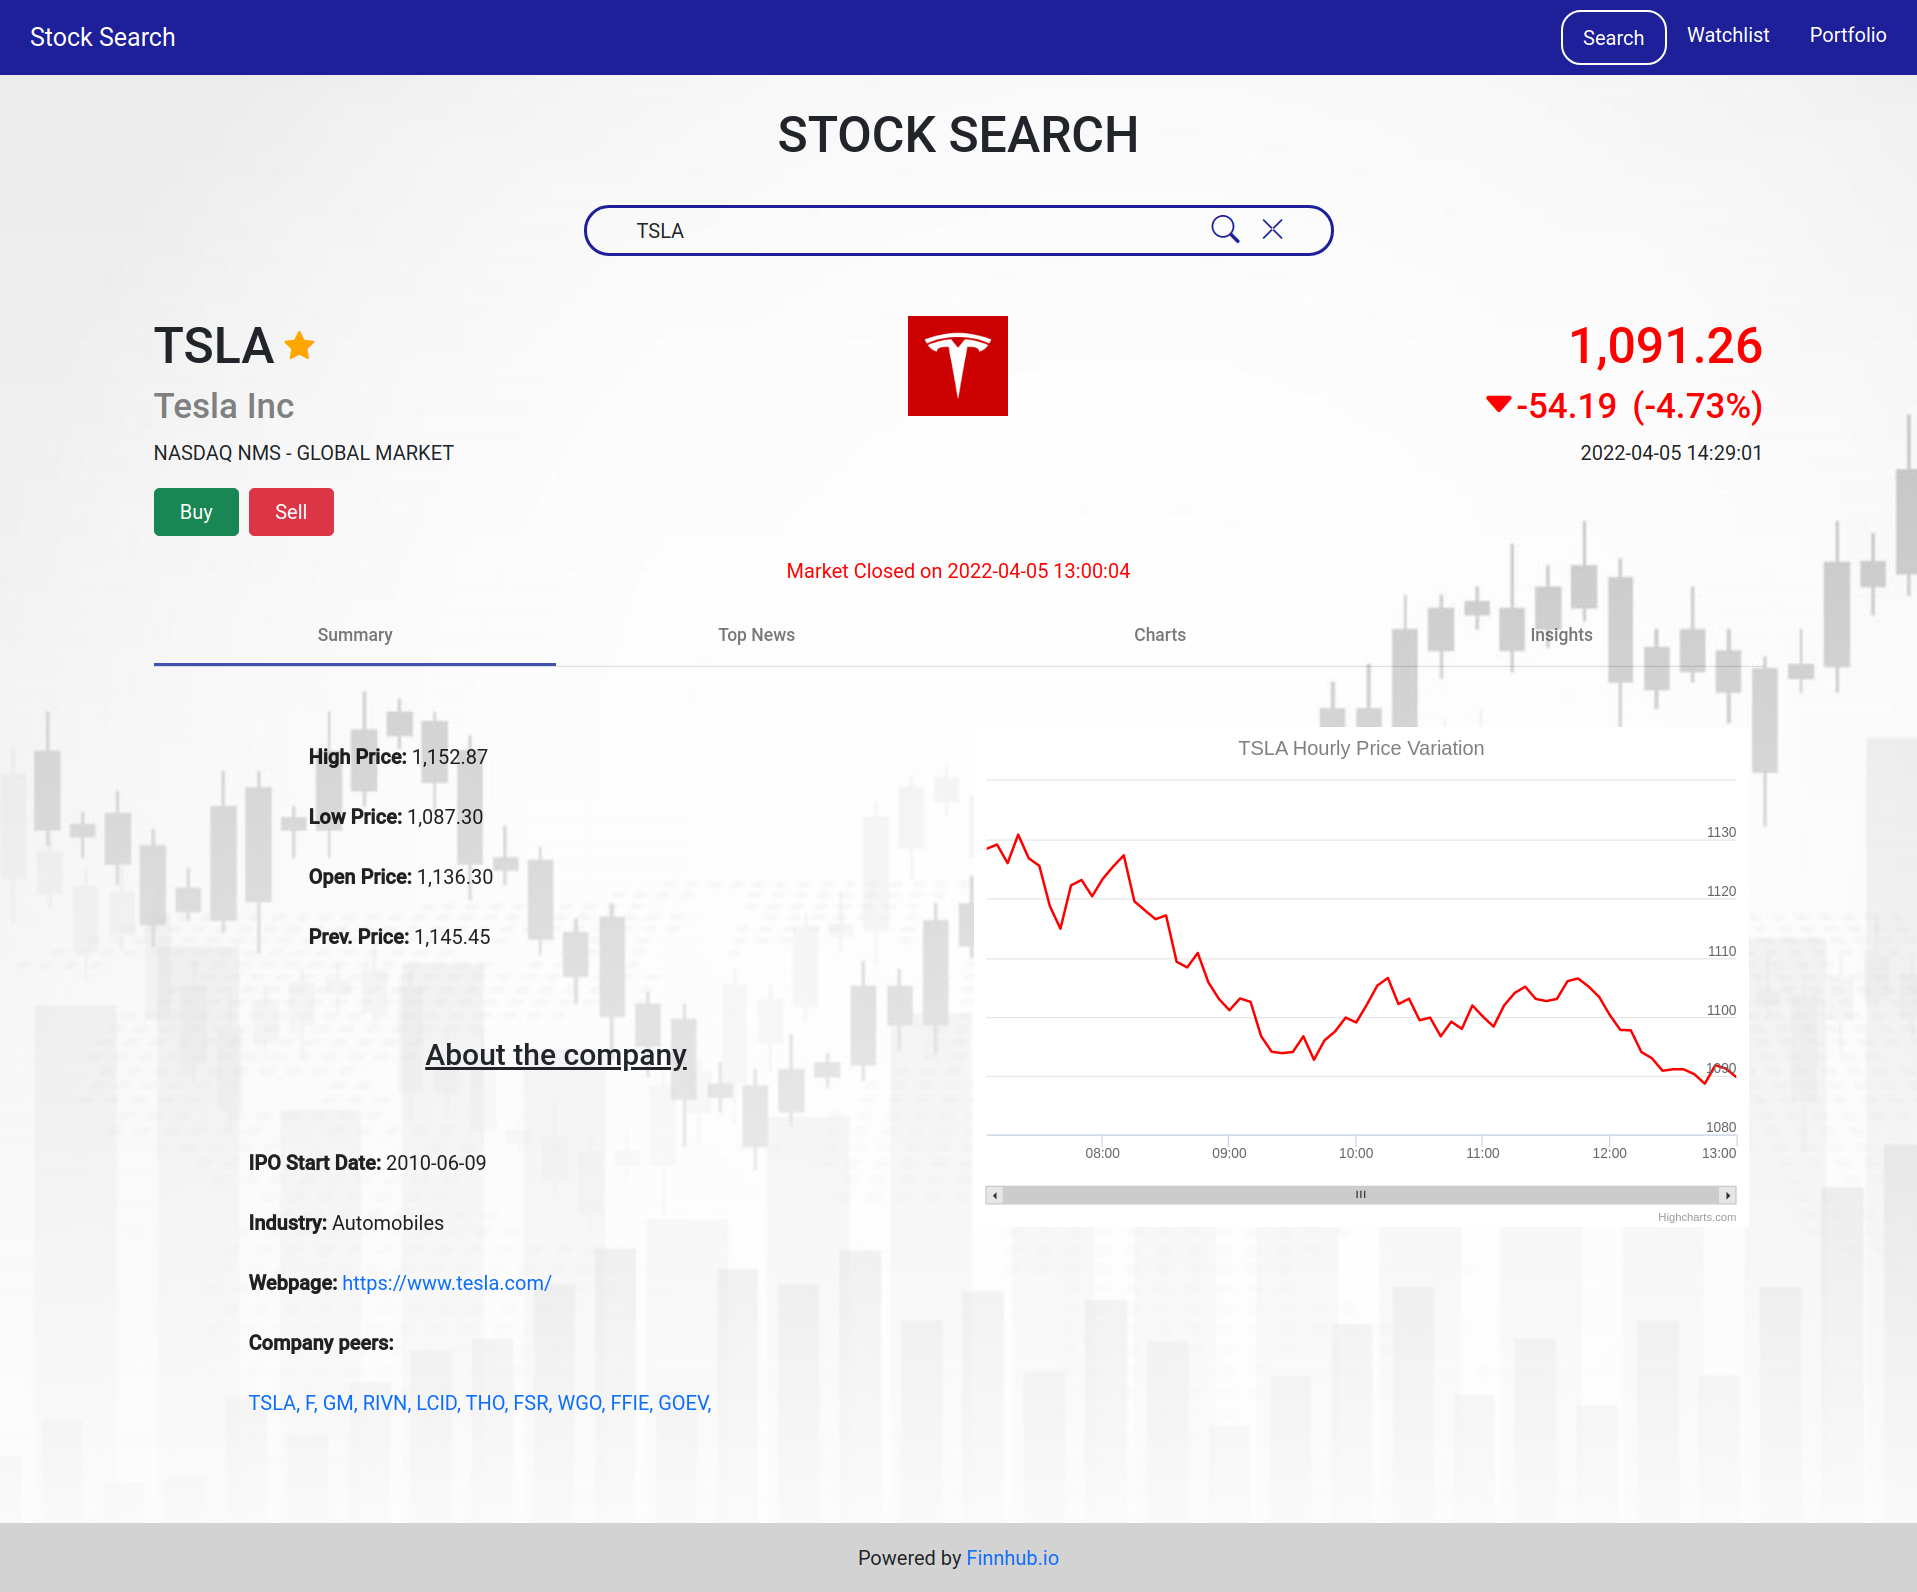 Stock Search
Search Watchlist Portfolio
STOCK SEARCH
TSLA
TSLA
Tesla Inc
NASDAQ NMS - GLOBAL MARKET
Buy Sell
1,091.26
-54.19 (-4.73%)
2022-04-05 14:29:01
Market Closed on 2022-04-05 13:00:04
Summary Top News Charts Insights
High Price: 1,152.87
Low Price: 1,087.30
Open Price: 1,136.30
Prev. Price: 1,145.45
About the company
IPO Start Date: 2010-06-09
Industry: Automobiles
Webpage: https://www.tesla.com/
Company peers:
TSLA, F, GM, RIVN, LCID, THO, FSR, WGO, FFIE, GOEV,
TSLA Hourly Price Variation
1130
1120
1110
1100
1090
1080
08:00 09:00 10:00 11:00 12:00 13:00
Highcharts.com
Powered by Finnhub.io